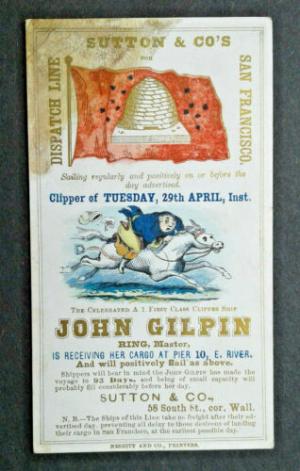 SUTTON & CO'S
FOR
DISPATCH LINE
SAN FRANCISCO.
Sailing regularly and positively on or before the
day advertised.
Clipper of TUESDAY, 29th APRIL, Inst.
THE CELEBRATED A 1 FIRST CLASS CLIPPER SHIP
JOHN GILPIN
RING, Master,
IS RECEIVING HER CARGO AT PIER 10, E. RIVER.
And will positively Sail as above.
Shippers will bear in mind the JOHN GILPIN has made the
voyage in 93 Days, and being of small capacity will
probably fill considerably before her day.
SUTTON & CO.,
58 South St., cor. Wall.
N. B.—The Ships of this Line take no freight after their ad-
vertised day, preventing all delay to those desirous of landing
their cargo in San Francisco, at the earliest possible day.
NESBITT AND CO., PRINTERS.